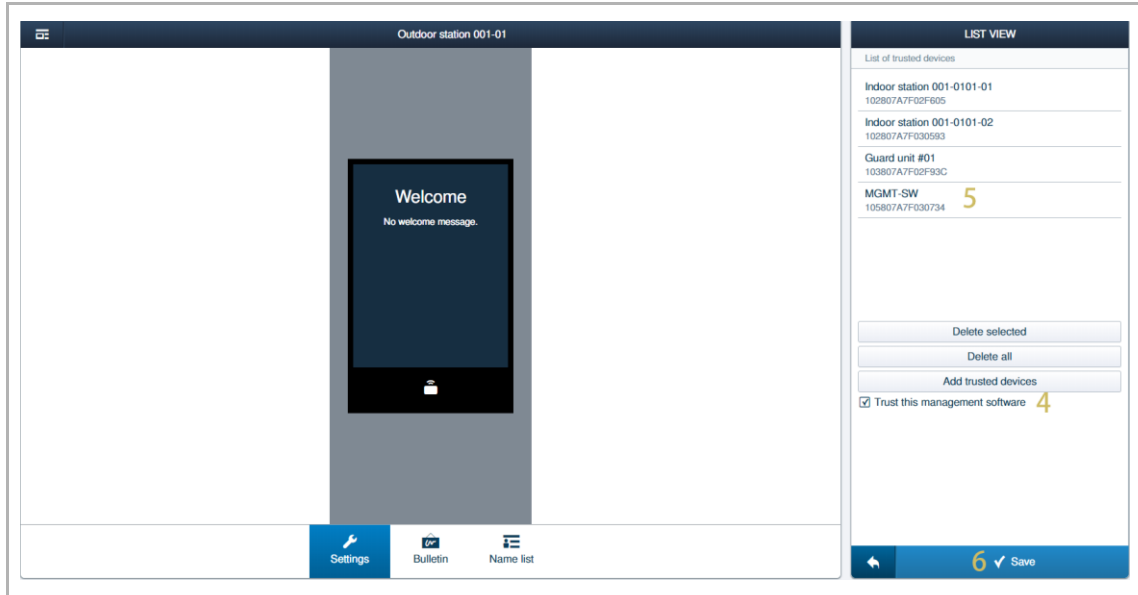 Outdoor station 001-01
Welcome
No welcome message.
Settings
Bulletin
Name list
LIST VIEW
List of trusted devices
Indoor station 001-0101-01
102807A7F02F605
Indoor station 001-0101-02
102807A7F030593
Guard unit #01
103807A7F02F93C
MGMT-SW
105807A7F030734
5
Delete selected
Delete all
Add trusted devices
Trust this management software 4
6 Save